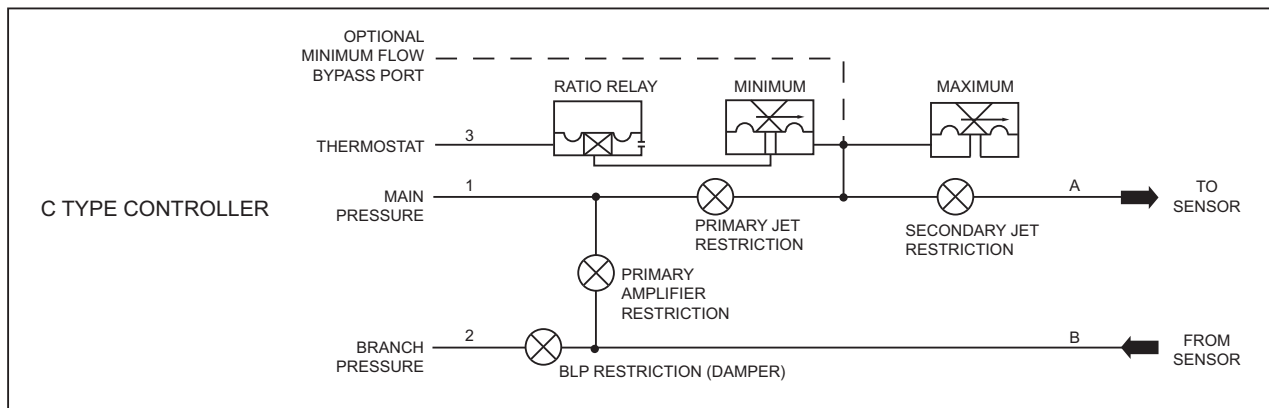 OPTIONAL
MINIMUM FLOW
BYPASS PORT
RATIO RELAY
MINIMUM
MAXIMUM
THERMOSTAT
3
C TYPE CONTROLLER
MAIN
PRESSURE
1
A
TO
SENSOR
PRIMARY JET
RESTRICTION
SECONDARY JET
RESTRICTION
PRIMARY
AMPLIFIER
RESTRICTION
BRANCH
PRESSURE
2
B
FROM
SENSOR
BLP RESTRICTION (DAMPER)